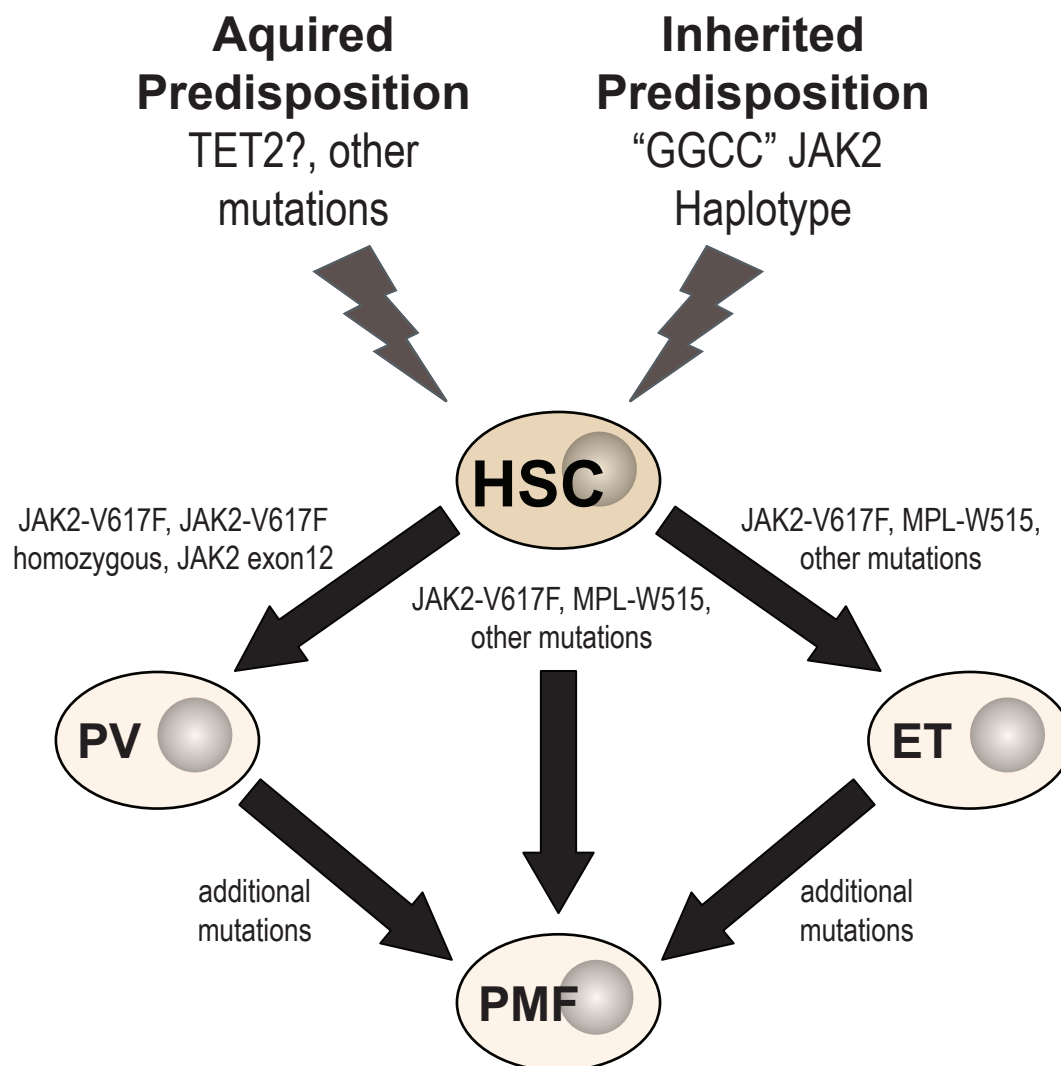 Aquired
Predisposition
TET2?, other
mutations
Inherited
Predisposition
“GGCC” JAK2
Haplotype
HSC
JAK2-V617F, JAK2-V617F
homozygous, JAK2 exon12
JAK2-V617F, MPL-W515,
other mutations
JAK2-V617F, MPL-W515,
other mutations
PV
ET
additional
mutations
additional
mutations
PMF